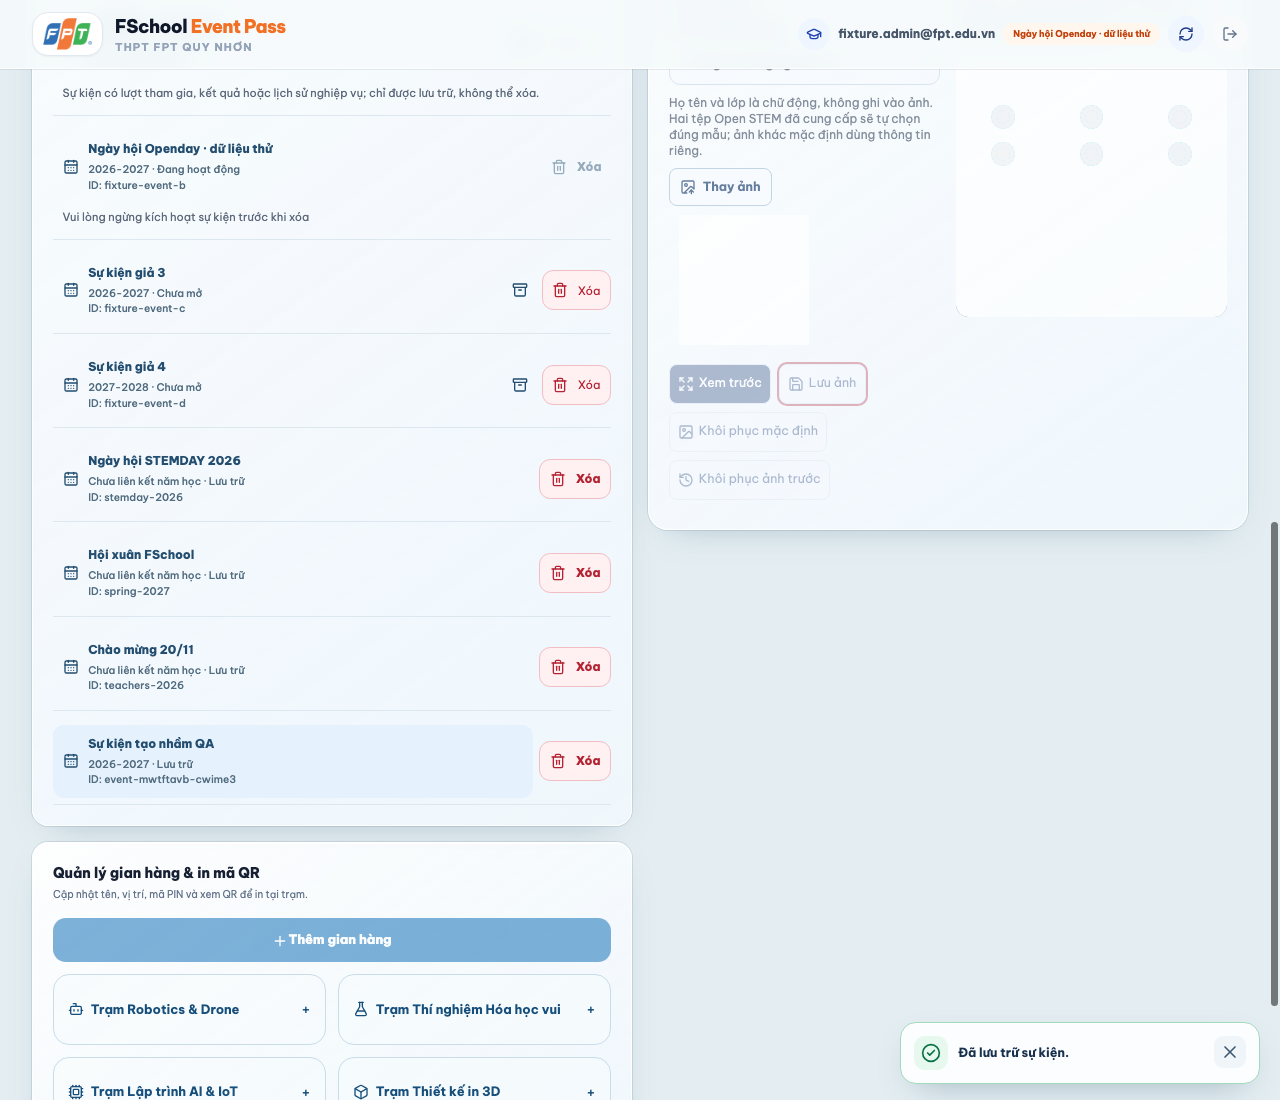 FPT
FSchool Event Pass
THPT FPT QUY NHƠN
fixture.admin@fpt.edu.vn
Ngày hội Openday · dữ liệu thử
Sự kiện có lượt tham gia, kết quả hoặc lịch sử nghiệp vụ; chỉ được lưu trữ, không thể xóa.
Ngày hội Openday · dữ liệu thử
2026-2027 · Đang hoạt động
ID: fixture-event-b
Xóa
Vui lòng ngừng kích hoạt sự kiện trước khi xóa
Sự kiện giả 3
2026-2027 · Chưa mở
ID: fixture-event-c
Xóa
Sự kiện giả 4
2027-2028 · Chưa mở
ID: fixture-event-d
Xóa
Ngày hội STEMDAY 2026
Chưa liên kết năm học · Lưu trữ
ID: stemday-2026
Xóa
Hội xuân FSchool
Chưa liên kết năm học · Lưu trữ
ID: spring-2027
Xóa
Chào mừng 20/11
Chưa liên kết năm học · Lưu trữ
ID: teachers-2026
Xóa
Sự kiện tạo nhầm QA
2026-2027 · Lưu trữ
ID: event-mwtftavb-cwime3
Xóa
Quản lý gian hàng & in mã QR
Cập nhật tên, vị trí, mã PIN và xem QR để in tại trạm.
+ Thêm gian hàng
Trạm Robotics & Drone +
Trạm Thí nghiệm Hóa học vui +
Trạm Lập trình AI & IoT +
Trạm Thiết kế in 3D +
Họ tên và lớp là chữ động, không ghi vào ảnh.
Hai tệp Open STEM đã cung cấp sẽ tự chọn
đúng mẫu; ảnh khác mặc định dùng thông tin
riêng.
Thay ảnh
Xem trước
Lưu ảnh
Khôi phục mặc định
Khôi phục ảnh trước
Đã lưu trữ sự kiện.